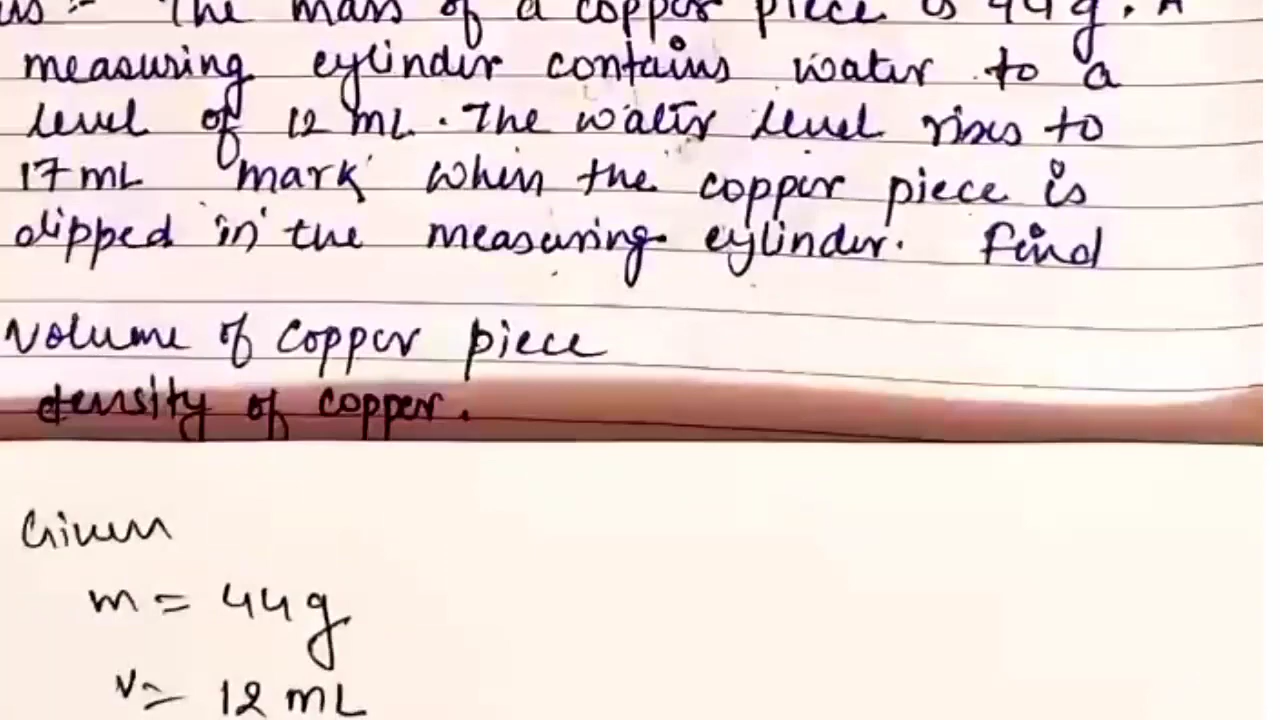 The mass of a copper piece is 44g. A
measuring cylinder contains water to a
level of 12 mL. The water level rises to
17mL mark when the copper piece is
dipped in the measuring cylinder. Find
Volume of copper piece
density of copper.
Given
m = 44g
V = 12 mL